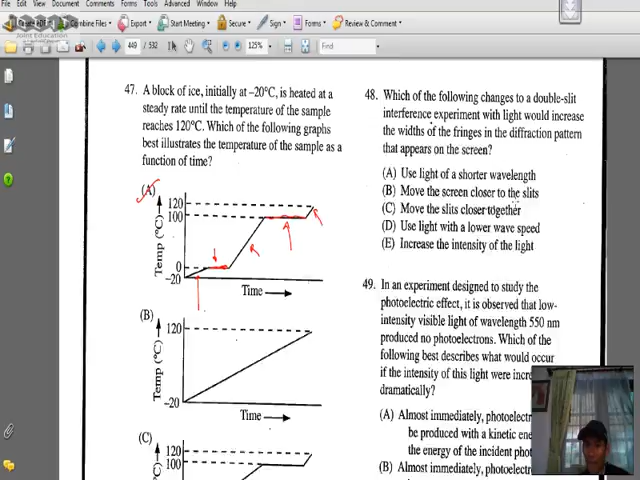 File Edit View Document Comments Forms Tools Advanced Window Help
Combine Files Export Start Meeting Secure Sign Forms Review & Comment
Joint Education
449 / 532 125% Find
47. A block of ice, initially at –20°C, is heated at a
steady rate until the temperature of the sample
reaches 120°C. Which of the following graphs
best illustrates the temperature of the sample as a
function of time?
(A)
120
100
0
–20
Temp (°C)
Time
(B)
120
–20
Temp (°C)
Time
(C)
120
100
48. Which of the following changes to a double-slit
interference experiment with light would increase
the widths of the fringes in the diffraction pattern
that appears on the screen?
(A) Use light of a shorter wavelength
(B) Move the screen closer to the slits
(C) Move the slits closer together
(D) Use light with a lower wave speed
(E) Increase the intensity of the light
49. In an experiment designed to study the
photoelectric effect, it is observed that low-
intensity visible light of wavelength 550 nm
produced no photoelectrons. Which of the
following best describes what would occur
if the intensity of this light were incre
dramatically?
(A) Almost immediately, photoelectr
be produced with a kinetic ene
the energy of the incident phot
(B) Almost immediately, photoelectr